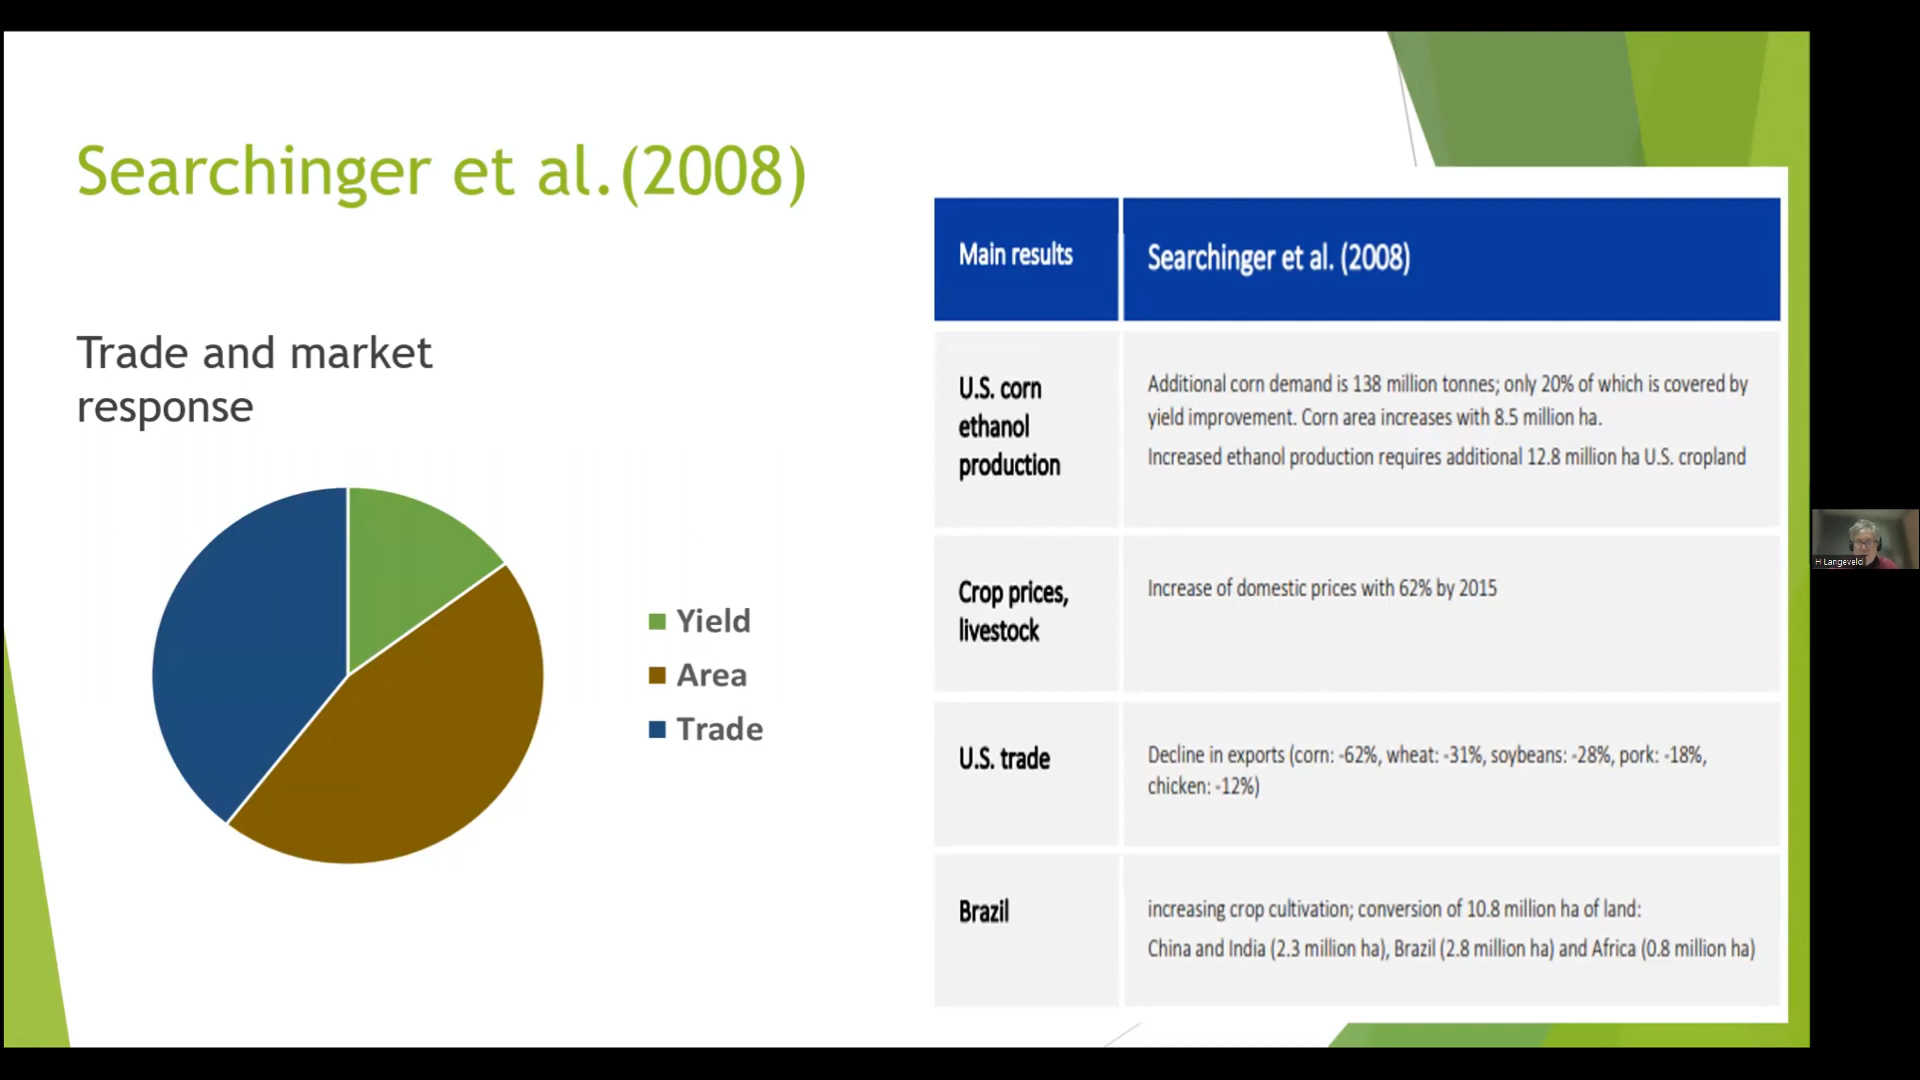 Searchinger et al.(2008)
Trade and market
response
Yield
Area
Trade
Main results
Searchinger et al. (2008)
U.S. corn
ethanol
production
Additional corn demand is 138 million tonnes; only 20% of which is covered by
yield improvement. Corn area increases with 8.5 million ha.
Increased ethanol production requires additional 12.8 million ha U.S. cropland
Crop prices,
livestock
Increase of domestic prices with 62% by 2015
U.S. trade
Decline in exports (corn: -62%, wheat: -31%, soybeans: -28%, pork: -18%,
chicken: -12%)
Brazil
increasing crop cultivation; conversion of 10.8 million ha of land:
China and India (2.3 million ha), Brazil (2.8 million ha) and Africa (0.8 million ha)
H Langeveld